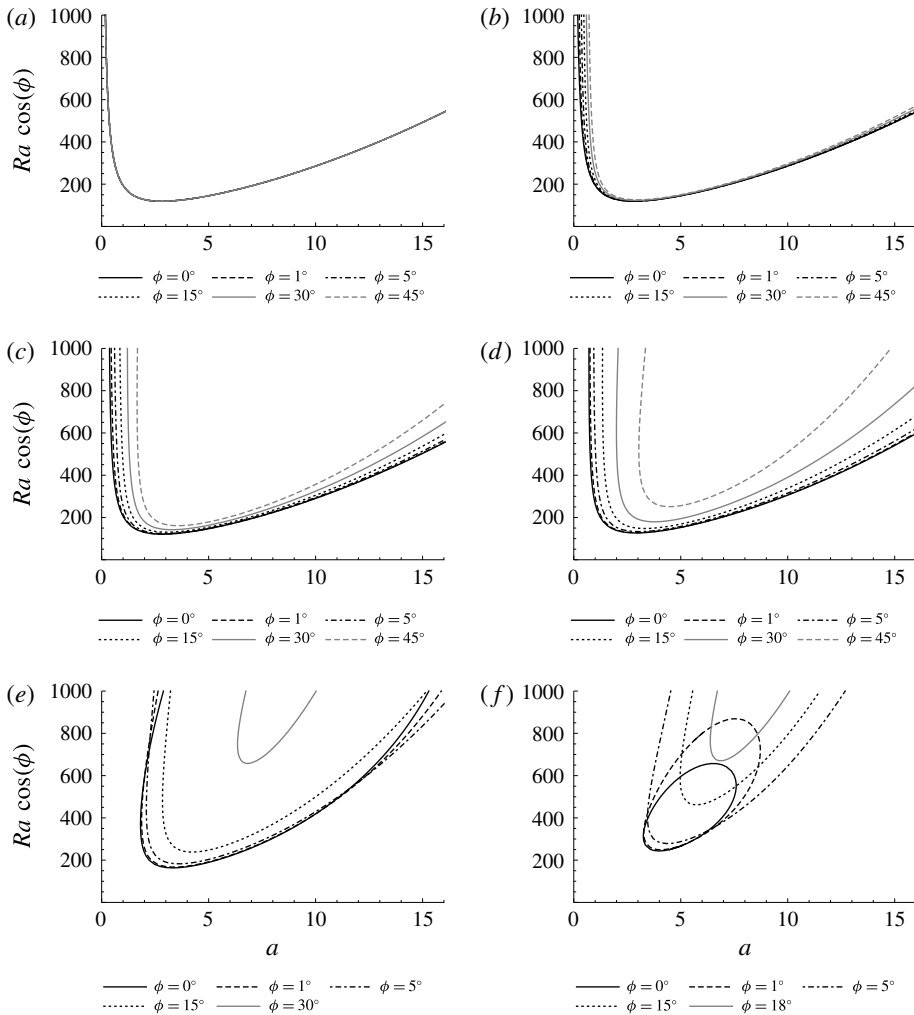 (a) (b)
1000 1000
800 800
600 600
400 400
200 200
Ra cos(ϕ)
0 5 10 15 0 5 10 15
ϕ = 0° ϕ = 1° ϕ = 5° ϕ = 0° ϕ = 1° ϕ = 5°
ϕ = 15° ϕ = 30° ϕ = 45° ϕ = 15° ϕ = 30° ϕ = 45°
(c) (d)
1000 1000
800 800
600 600
400 400
200 200
Ra cos(ϕ)
0 5 10 15 0 5 10 15
ϕ = 0° ϕ = 1° ϕ = 5° ϕ = 0° ϕ = 1° ϕ = 5°
ϕ = 15° ϕ = 30° ϕ = 45° ϕ = 15° ϕ = 30° ϕ = 45°
(e) (f)
1000 1000
800 800
600 600
400 400
200 200
Ra cos(ϕ)
0 5 10 15 0 5 10 15
a a
ϕ = 0° ϕ = 1° ϕ = 5° ϕ = 0° ϕ = 1° ϕ = 5°
ϕ = 15° ϕ = 30° ϕ = 15° ϕ = 18°